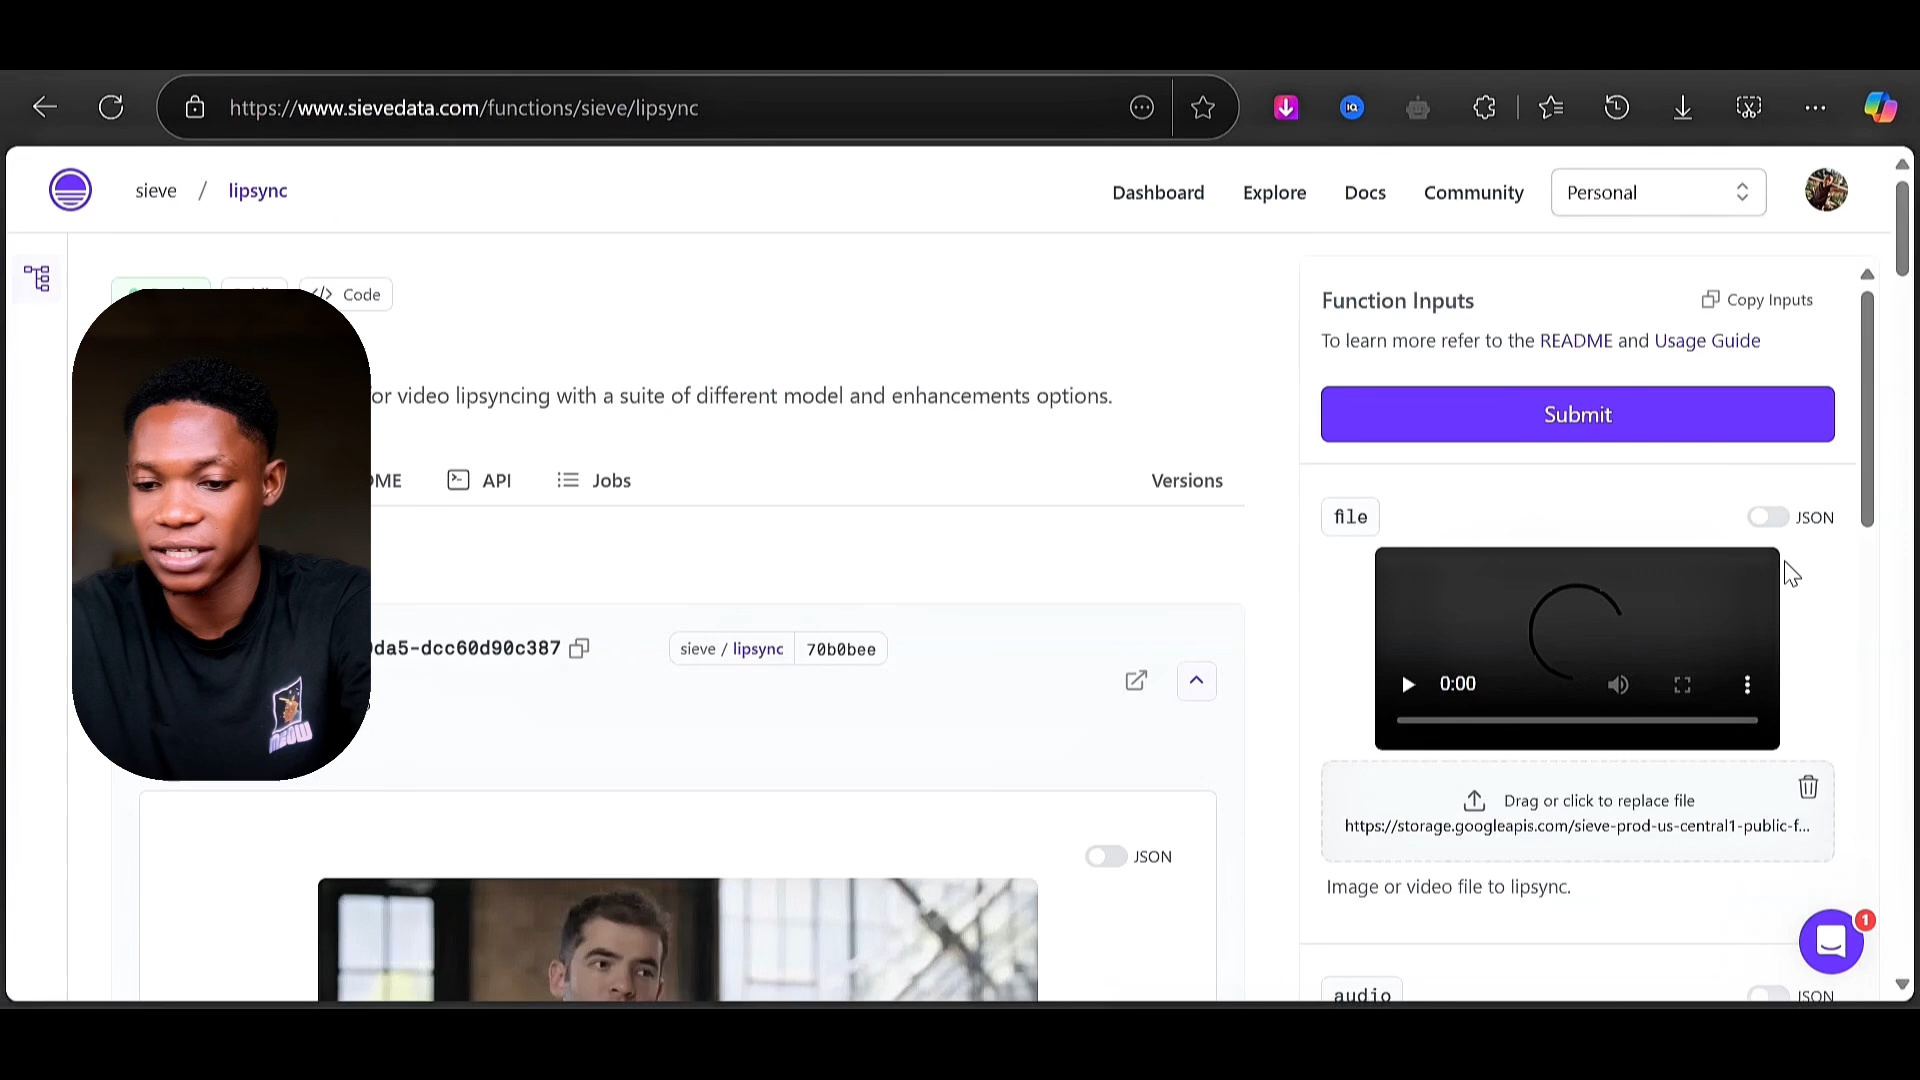 https://www.sievedata.com/functions/sieve/lipsync
sieve / lipsync
Dashboard Explore Docs Community Personal
</> Code
or video lipsyncing with a suite of different model and enhancements options.
OME API Jobs Versions
da5-dcc60d90c387 sieve / lipsync 70b0bee
JSON
MEOW
Function Inputs Copy Inputs
To learn more refer to the README and Usage Guide
Submit
file JSON
0:00
Drag or click to replace file
https://storage.googleapis.com/sieve-prod-us-central1-public-f...
Image or video file to lipsync.
1
audio JSON